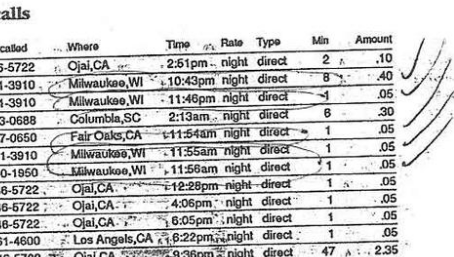 alls
called Where Time Rate Type Min Amount
5-5722 Ojai,CA 2:51pm night direct 2 .10
1-3910 Milwaukee,WI 10:43pm night direct 8 .40
1-3910 Milwaukee,WI 11:46pm night direct 1 .05
3-0688 Columbia,SC 2:13am night direct 6 .30
7-0650 Fair Oaks,CA 11:54am night direct 1 .05
1-3910 Milwaukee,WI 11:55am night direct 1 .05
0-1950 Milwaukee,WI 11:56am night direct 1 .05
46-5722 Ojai,CA 12:28pm night direct 1 .05
46-5722 Ojai,CA 4:06pm night direct 1 .05
46-5722 Ojai,CA 6:05pm night direct 1 .05
61-4600 Los Angels,CA 6:22pm night direct 1 .05
Ojai,CA 9:36pm night direct 47 2.35